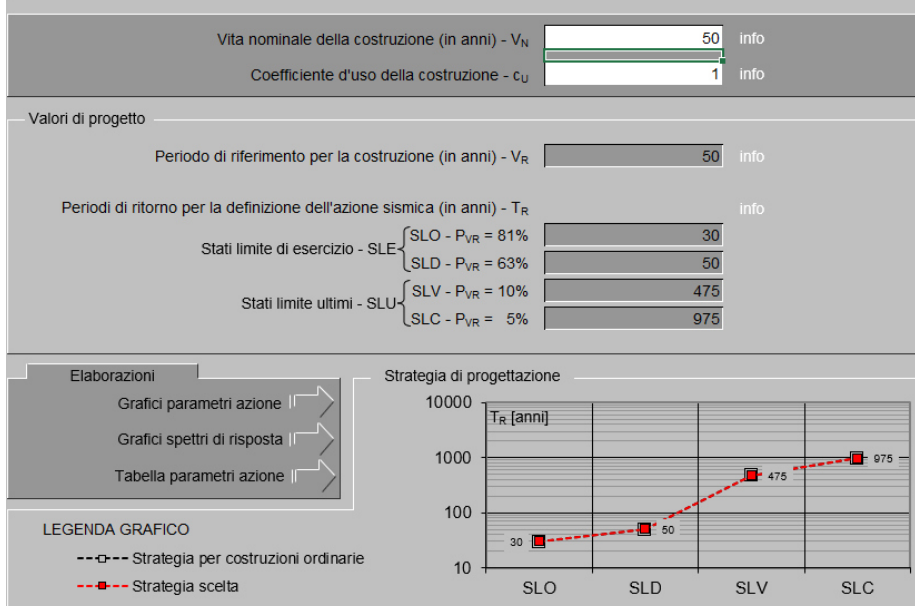 Vita nominale della costruzione (in anni) - VN 50 info
Coefficiente d'uso della costruzione - cU 1 info
Valori di progetto
Periodo di riferimento per la costruzione (in anni) - VR 50 info
Periodi di ritorno per la definizione dell'azione sismica (in anni) - TR info
Stati limite di esercizio - SLE
SLO - PVR = 81% 30
SLD - PVR = 63% 50
Stati limite ultimi - SLU
SLV - PVR = 10% 475
SLC - PVR = 5% 975
Elaborazioni
Grafici parametri azione
Grafici spettri di risposta
Tabella parametri azione
LEGENDA GRAFICO
Strategia per costruzioni ordinarie
Strategia scelta
Strategia di progettazione
TR [anni]
10000
1000
100
10
30
50
475
975
SLO SLD SLV SLC